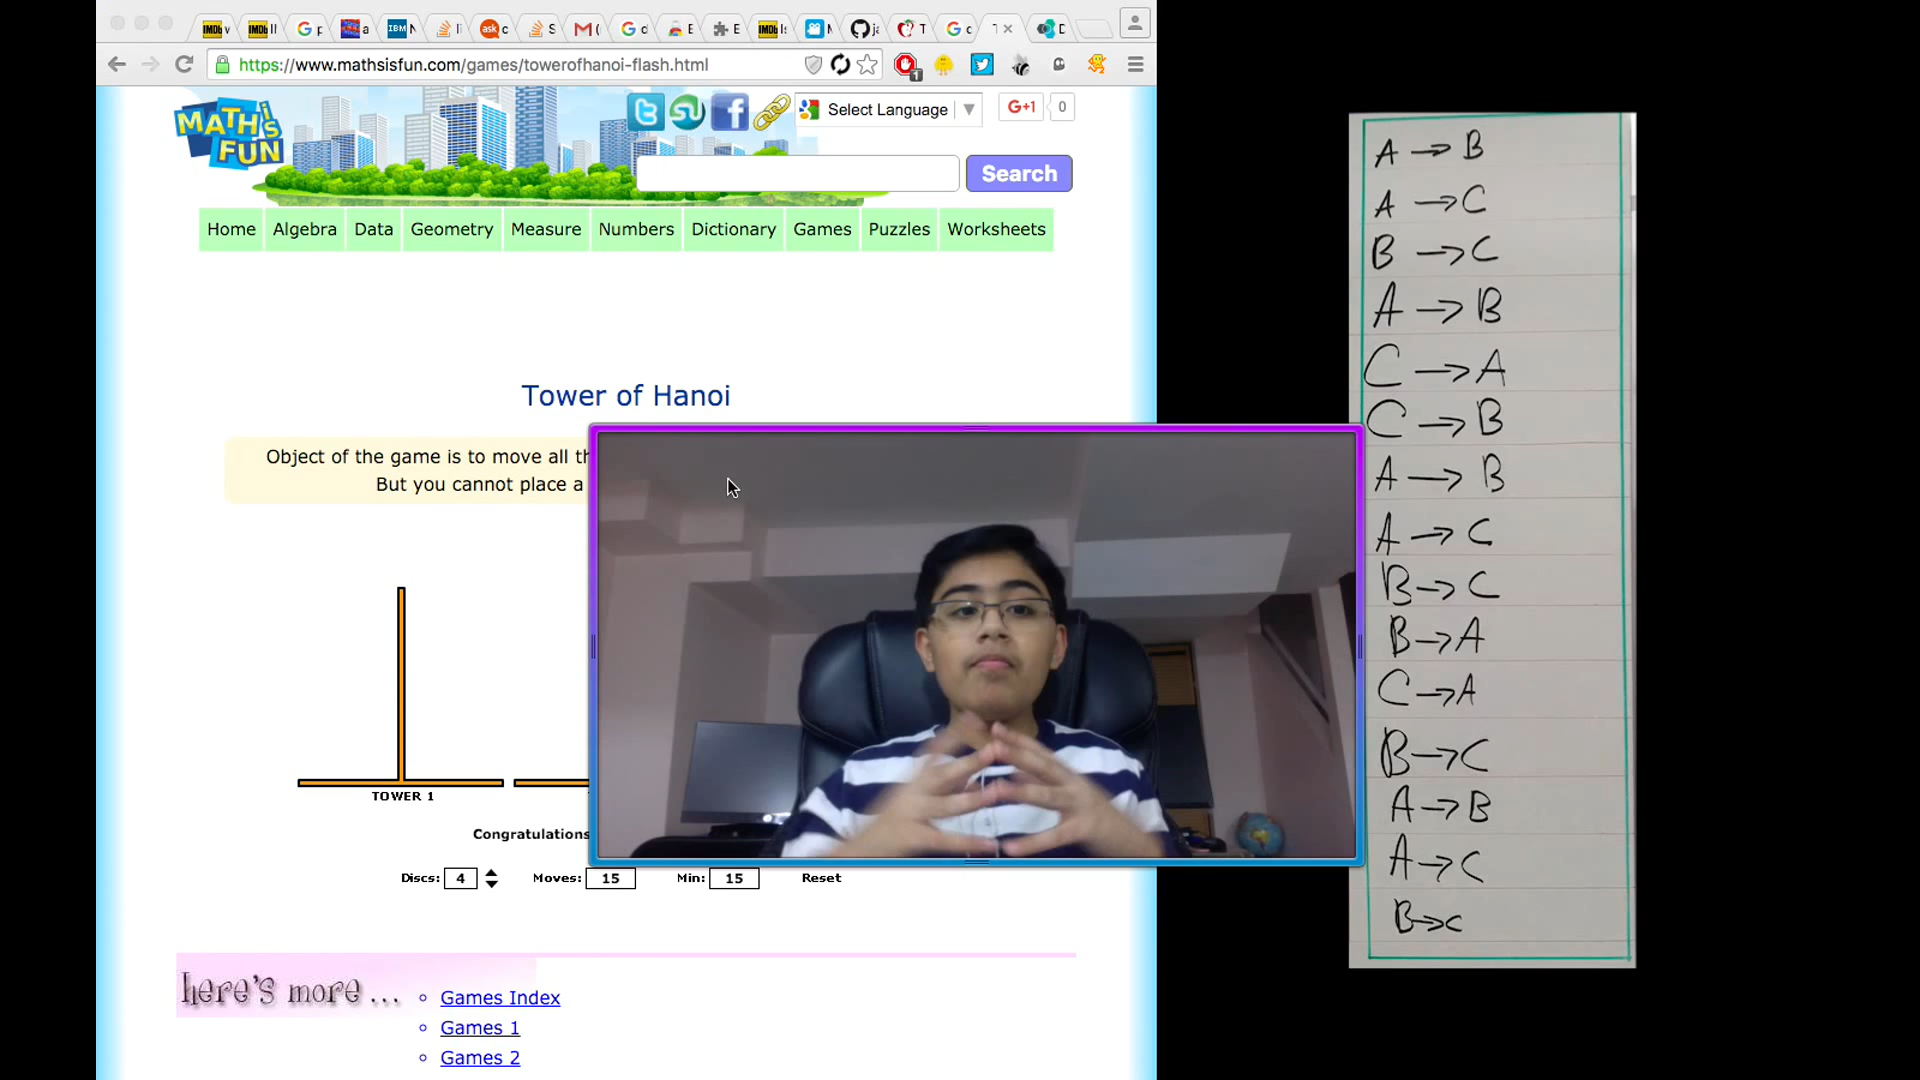 https://www.mathsisfun.com/games/towerofhanoi-flash.html
MATH is FUN
Select Language
G+1 0
Search
Home Algebra Data Geometry Measure Numbers Dictionary Games Puzzles Worksheets
Tower of Hanoi
Object of the game is to move all th
But you cannot place a
TOWER 1
Congratulations
Discs: 4 Moves: 15 Min: 15 Reset
here's more ...
Games Index
Games 1
Games 2
A → B
A → C
B → C
A → B
C → A
C → B
A → B
A → C
B → C
B → A
C → A
B → C
A → B
A → C
B → C